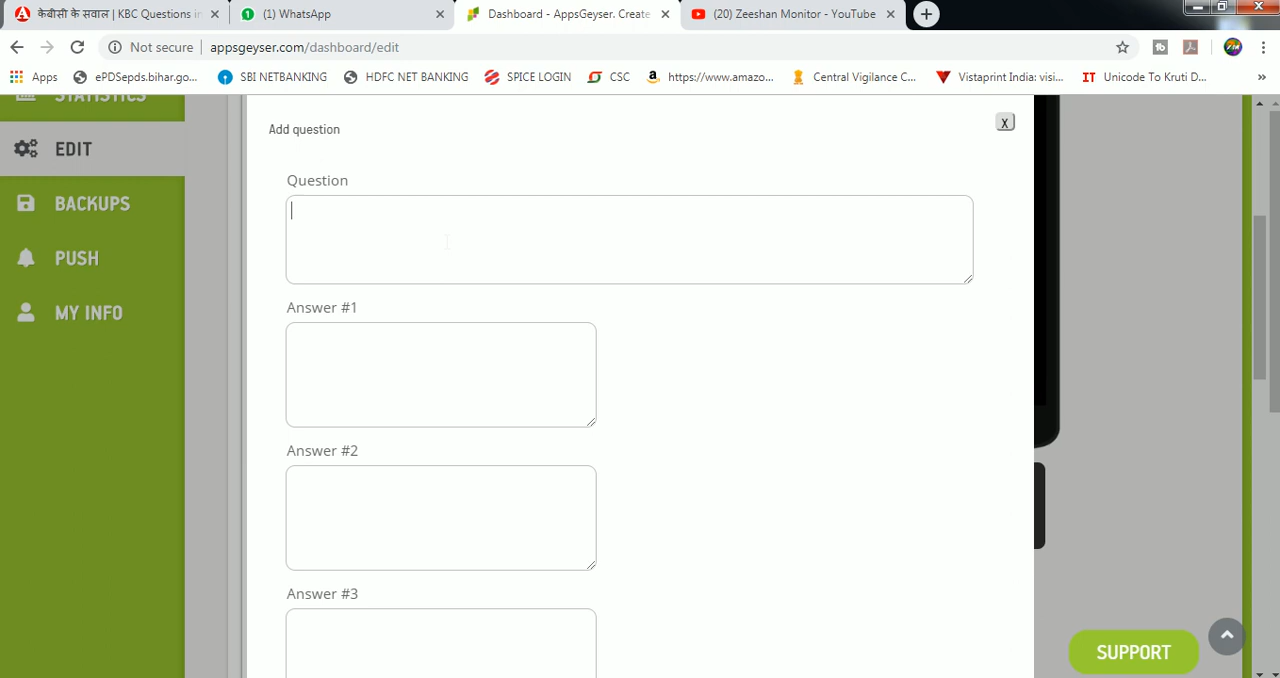 केबीसी के सवाल | KBC Questions in
(1) WhatsApp
Dashboard - AppsGeyser. Create
(20) Zeeshan Monitor - YouTube
Not secure | appsgeyser.com/dashboard/edit
Apps
ePDSepds.bihar.go...
SBI NETBANKING
HDFC NET BANKING
SPICE LOGIN
CSC
https://www.amazo...
Central Vigilance C...
Vistaprint India: visi...
IT Unicode To Kruti D...
»
STATISTICS
EDIT
BACKUPS
PUSH
MY INFO
Add question
X
Question
Answer #1
Answer #2
Answer #3
SUPPORT